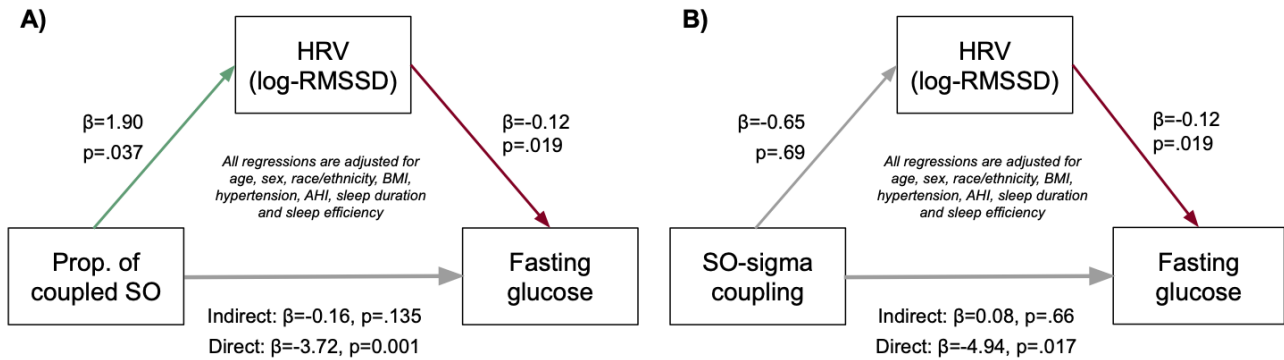 A)
HRV
(log-RMSSD)
β=1.90
p=.037
β=-0.12
p=.019
All regressions are adjusted for
age, sex, race/ethnicity, BMI,
hypertension, AHI, sleep duration
and sleep efficiency
Prop. of
coupled SO
Fasting
glucose
Indirect: β=-0.16, p=.135
Direct: β=-3.72, p=0.001
B)
HRV
(log-RMSSD)
β=-0.65
p=.69
β=-0.12
p=.019
All regressions are adjusted for
age, sex, race/ethnicity, BMI,
hypertension, AHI, sleep duration
and sleep efficiency
SO-sigma
coupling
Fasting
glucose
Indirect: β=0.08, p=.66
Direct: β=-4.94, p=.017